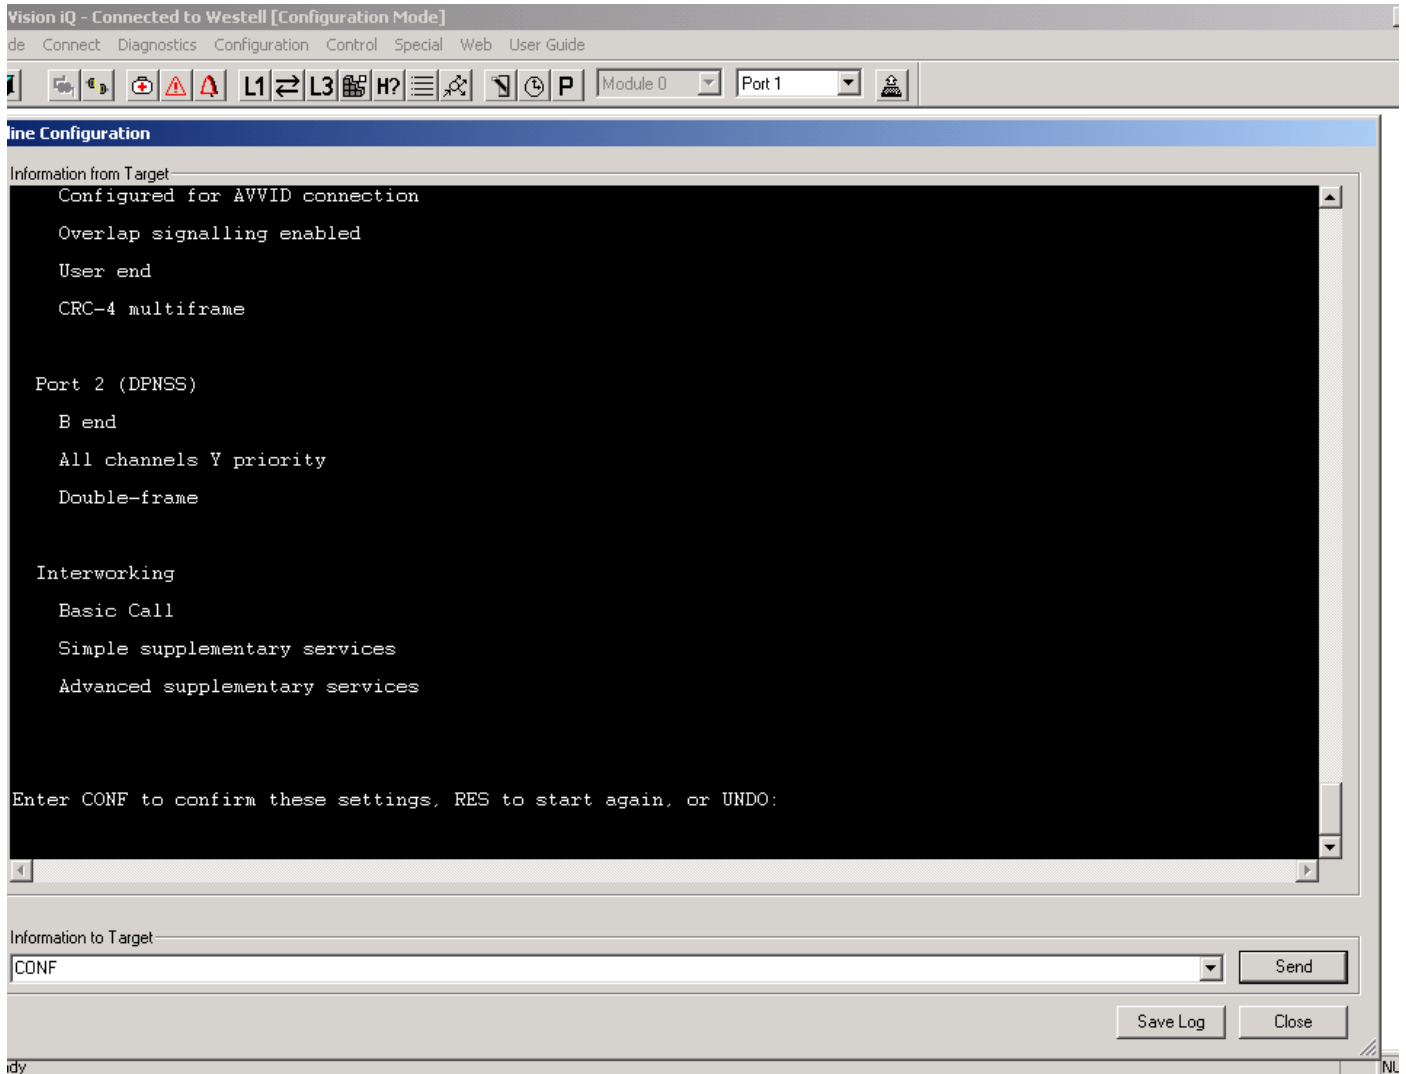 Vision iQ - Connected to Westell [Configuration Mode]
de Connect Diagnostics Configuration Control Special Web User Guide
L1 L3 H? P Module 0 Port 1
line Configuration
Information from Target
Configured for AVVID connection
Overlap signalling enabled
User end
CRC-4 multiframe
Port 2 (DPNSS)
B end
All channels Y priority
Double-frame
Interworking
Basic Call
Simple supplementary services
Advanced supplementary services
Enter CONF to confirm these settings, RES to start again, or UNDO:
Information to Target
CONF Send
Save Log Close
dy NU